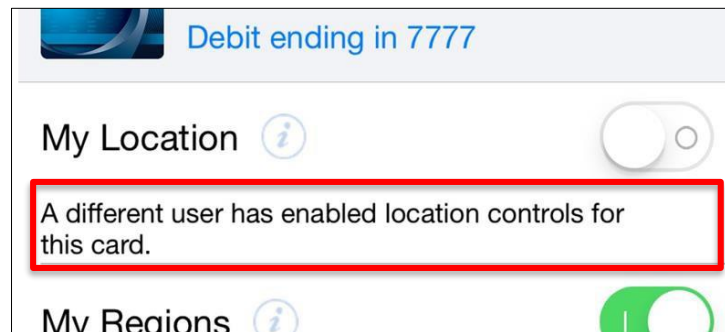 Debit ending in 7777
My Location
A different user has enabled location controls for
this card.
My Regions